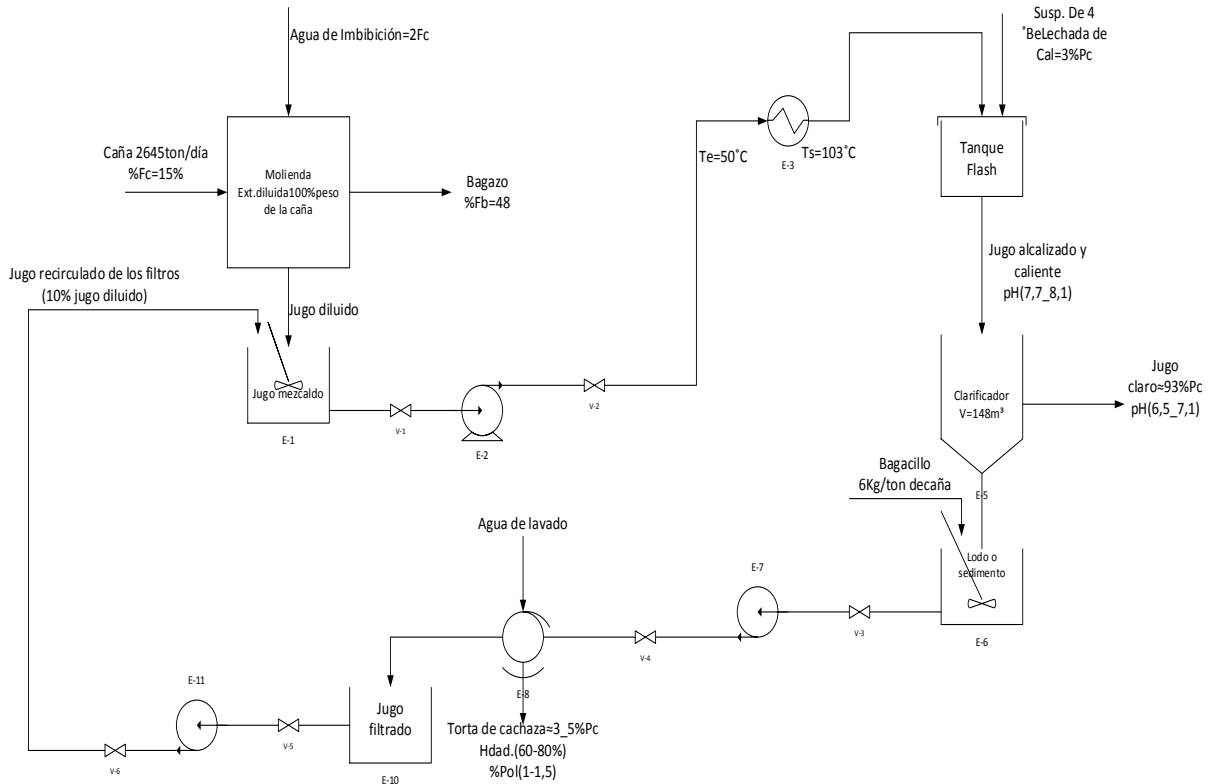 Agua de Imbibición=2Fc
Susp. De 4
˚BeLechada de
Cal=3%Pc
Caña 2645ton/día
%Fc=15%
Molienda
Ext.diluida100%peso
de la caña
Bagazo
%Fb=48
Te=50˚C
E-3
Ts=103˚C
Tanque
Flash
Jugo recirculado de los filtros
(10% jugo diluido)
Jugo diluido
Jugo alcalizado y
caliente
pH(7,7_8,1)
Jugo mezcaldo
E-1
V-1
E-2
V-2
Clarificador
V=148m³
Jugo
claro≈93%Pc
pH(6,5_7,1)
E-5
Bagacillo
6Kg/ton decaña
Lodo o
sedimento
E-6
Agua de lavado
E-7
V-3
V-4
E-8
E-11
V-5
V-6
Jugo
filtrado
E-10
Torta de cachaza≈3_5%Pc
Hdad.(60-80%)
%Pol(1-1,5)